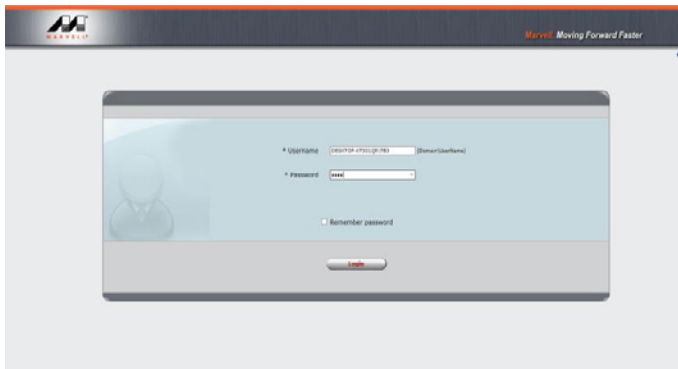 MARVELL®
Marvell. Moving Forward Faster
* Username (Domain\UserName)
* Password
Remember password
Login